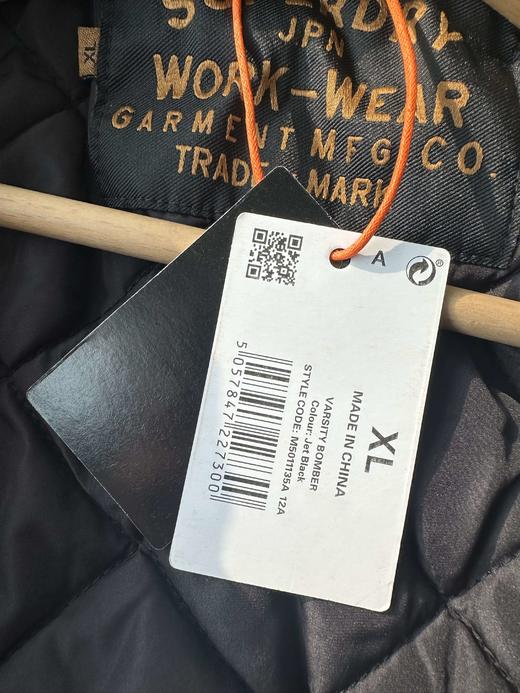 SUPERDRY
JPN
XL
WORK-WEAR
GARMENT MFG CO.
TRADE MARK
A
XL
MADE IN CHINA
VARSITY BOMBER
Colour: Jet Black
STYLE CODE: M5011135A 12A
5 057847 227300